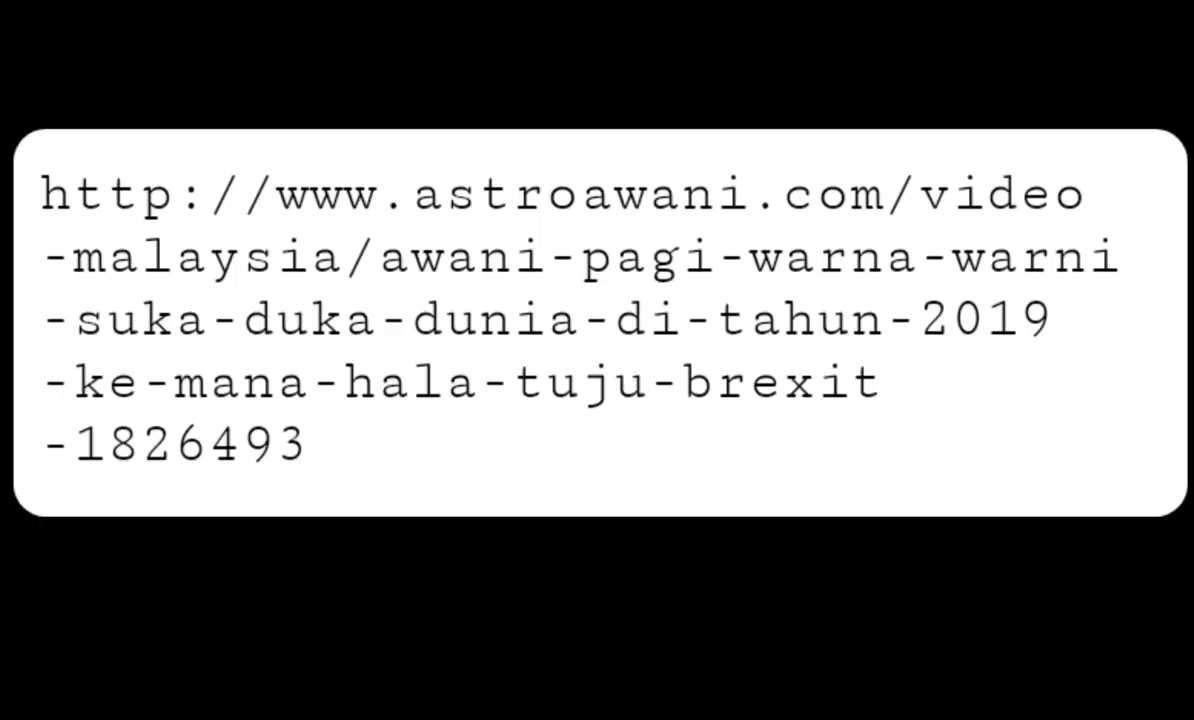 http://www.astroawani.com/video
-malaysia/awani-pagi-warna-warni
-suka-duka-dunia-di-tahun-2019
-ke-mana-hala-tuju-brexit
-1826493